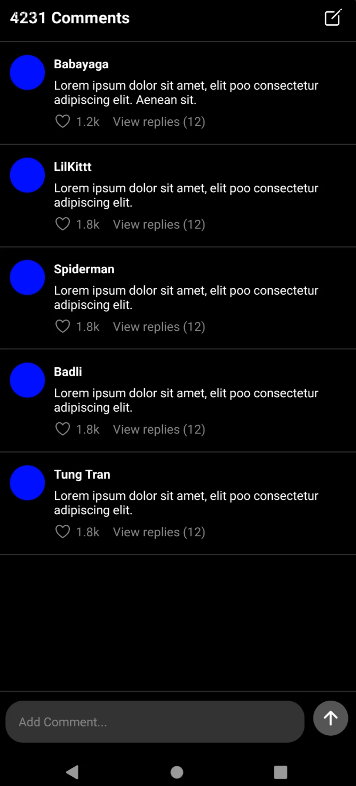 4231 Comments
Babayaga
Lorem ipsum dolor sit amet, elit poo consectetur
adipiscing elit. Aenean sit.
1.2k View replies (12)
LilKittt
Lorem ipsum dolor sit amet, elit poo consectetur
adipiscing elit.
1.8k View replies (12)
Spiderman
Lorem ipsum dolor sit amet, elit poo consectetur
adipiscing elit.
1.8k View replies (12)
Badli
Lorem ipsum dolor sit amet, elit poo consectetur
adipiscing elit.
1.8k View replies (12)
Tung Tran
Lorem ipsum dolor sit amet, elit poo consectetur
adipiscing elit.
1.8k View replies (12)
Add Comment...